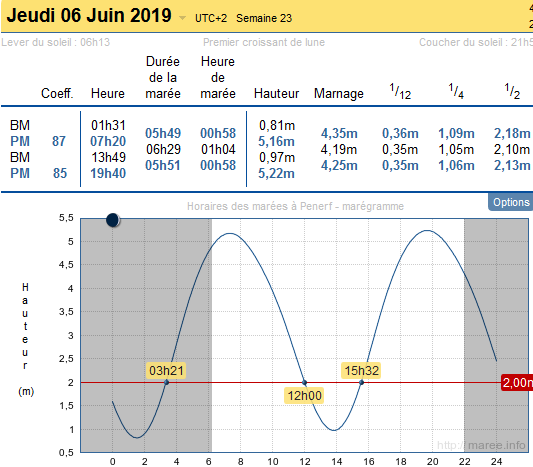 Jeudi 06 Juin 2019 UTC+2 Semaine 23 4
2
Lever du soleil : 06h13 Premier croissant de lune Coucher du soleil : 21h5
Coeff. Heure Durée de la marée Heure de marée Hauteur Marnage 1/12 1/4 1/2
BM 01h31 0,81m
PM 87 07h20 05h49 00h58 5,16m 4,35m 0,36m 1,09m 2,18m
BM 13h49 06h29 01h04 0,97m 4,19m 0,35m 1,05m 2,10m
PM 85 19h40 05h51 00h58 5,22m 4,25m 0,35m 1,06m 2,13m
Options
Horaires des marées à Penerf - marégramme
5,5
5
4,5
4
3,5
3
2,5
2
1,5
1
0,5
Hauteur
(m)
03h21
15h32
12h00
2,00m
http://maree.info
0 2 4 6 8 10 12 14 16 18 20 22 24